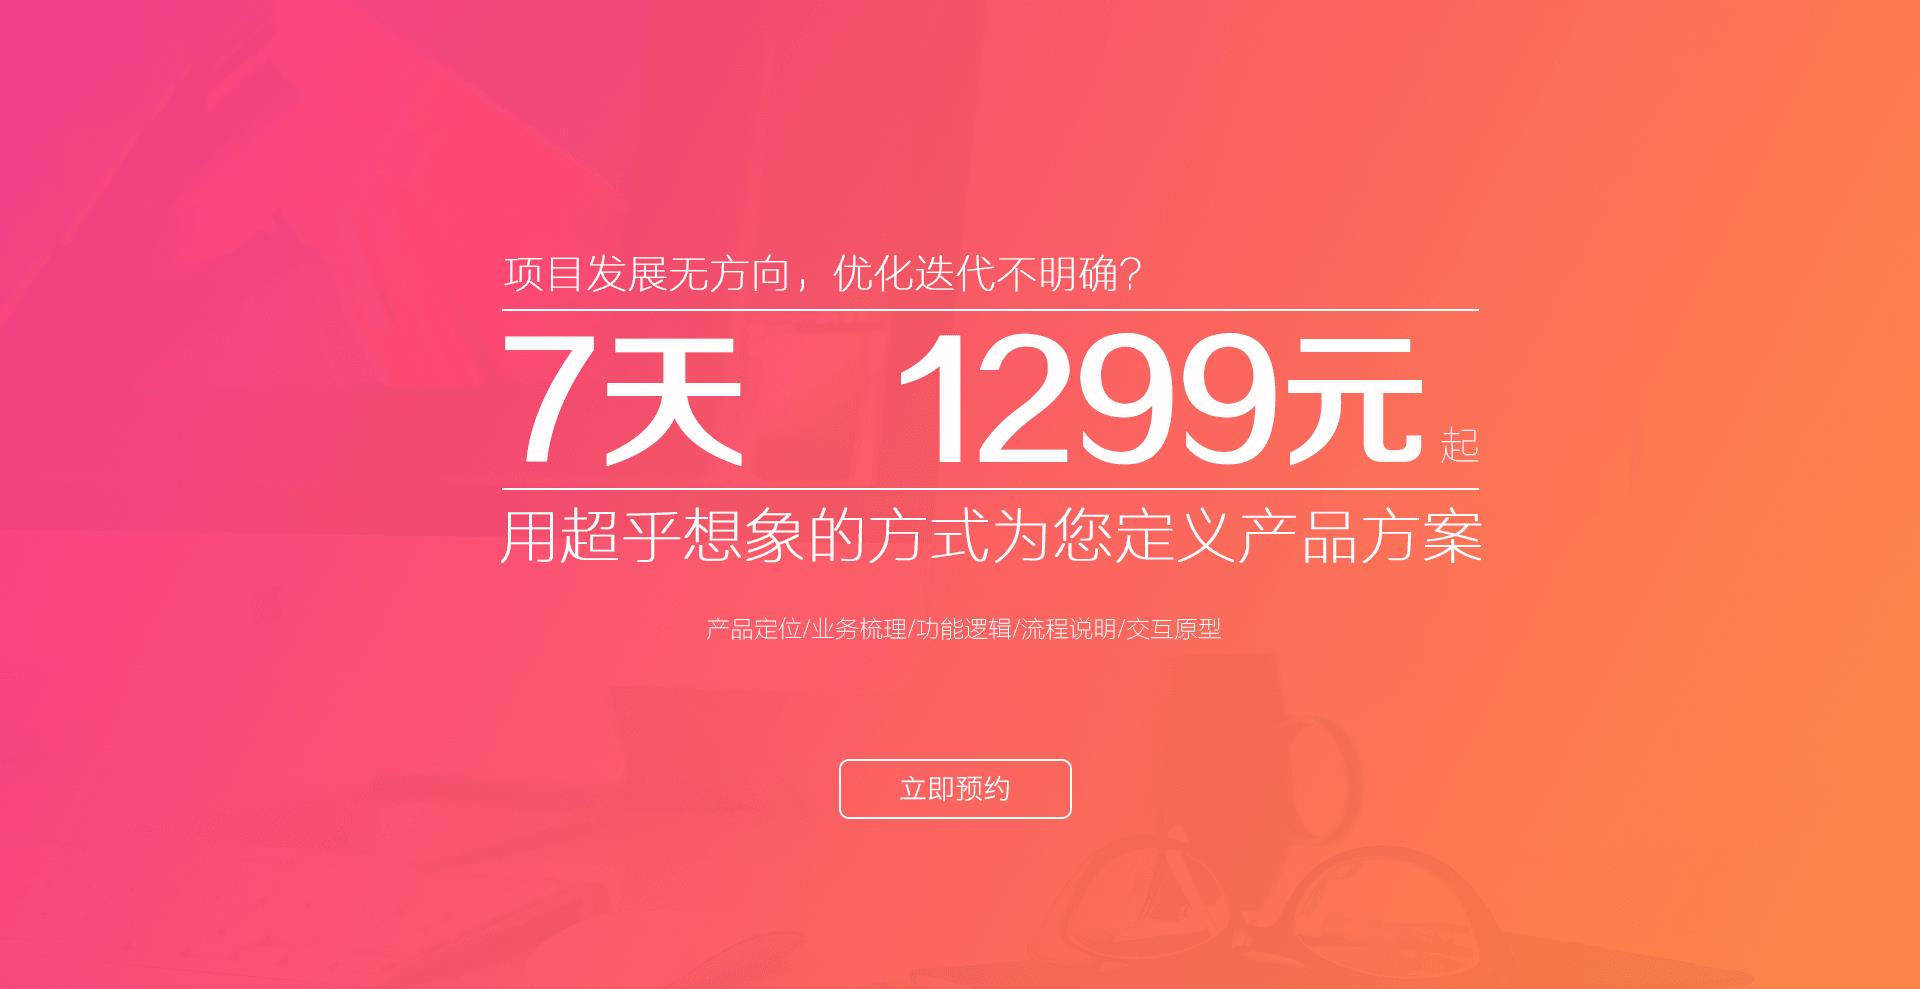 项目发展无方向，优化迭代不明确？
7天 1299元 起
用超乎想象的方式为您定义产品方案
产品定位/业务梳理/功能逻辑/流程说明/交互原型
立即预约